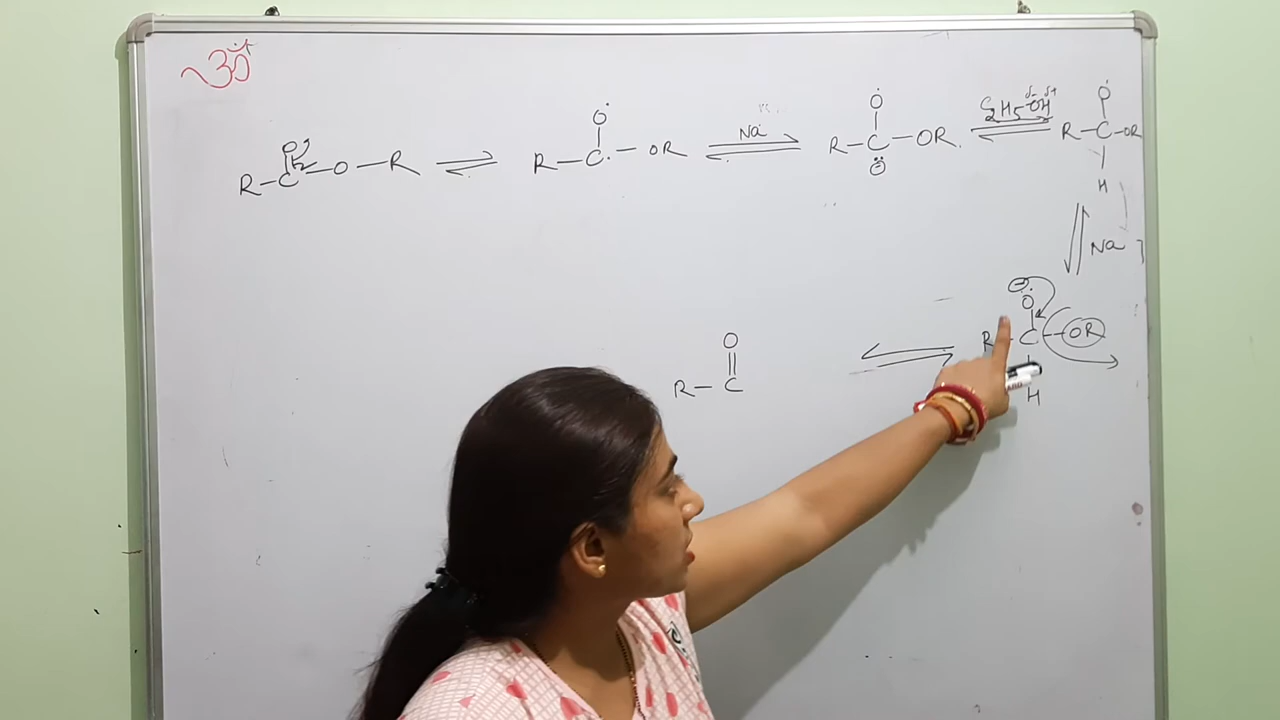 ॐ
O
R–C–O–R ⇌
Ȯ
R–C·–OR
Na
⇌
Ȯ
R–C–OR.
⊖
C2H5 OH
δ- δ+
⇌
Ȯ
R–C–OR
H
⇌ Na
⊖
O
R–C–OR
H
⇌
O
R–C